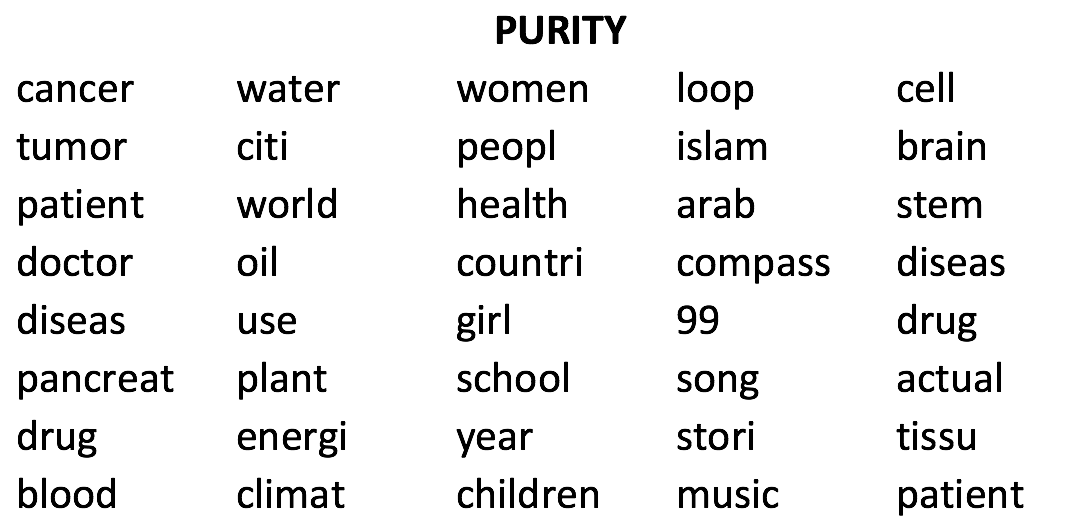 PURITY
cancer water women loop cell
tumor citi peopl islam brain
patient world health arab stem
doctor oil countri compass diseas
diseas use girl 99 drug
pancreat plant school song actual
drug energi year stori tissu
blood climat children music patient